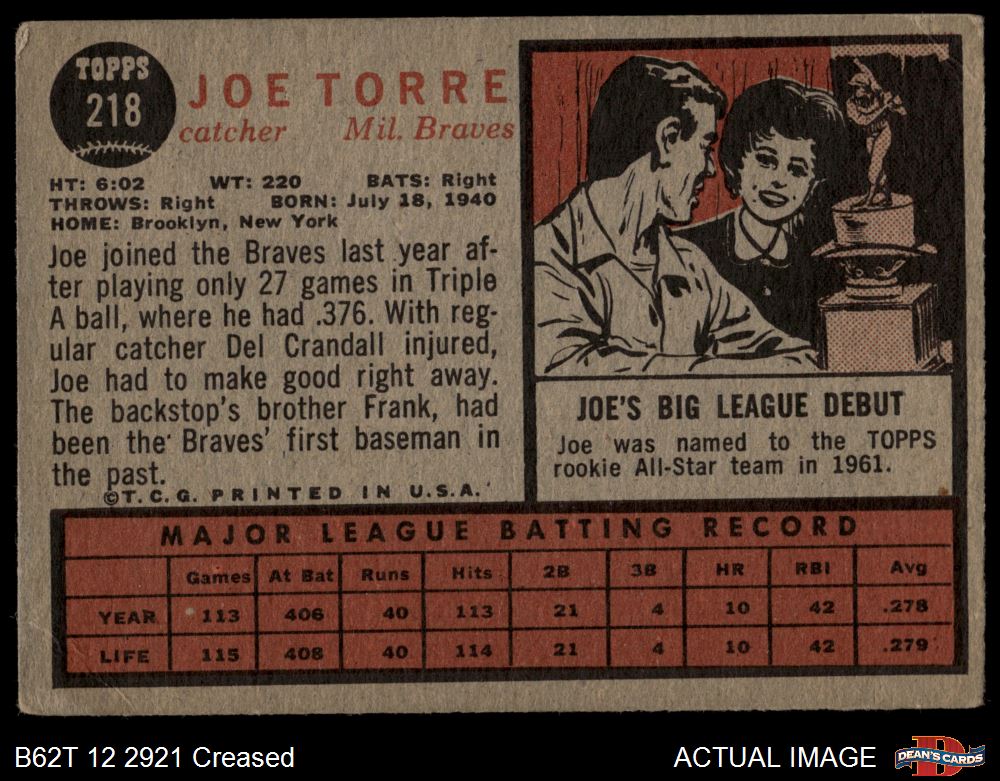 TOPPS
218
JOE TORRE
catcher Mil. Braves
HT: 6:02 WT: 220 BATS: Right
THROWS: Right BORN: July 18, 1940
HOME: Brooklyn, New York
Joe joined the Braves last year af-
ter playing only 27 games in Triple
A ball, where he had .376. With reg-
ular catcher Del Crandall injured,
Joe had to make good right away.
The backstop's brother Frank, had
been the Braves' first baseman in
the past.
©T. C. G. PRINTED IN U.S.A.
JOE'S BIG LEAGUE DEBUT
Joe was named to the TOPPS
rookie All-Star team in 1961.
MAJOR LEAGUE BATTING RECORD
Games At Bat Runs Hits 2B 3B HR RBI Avg
YEAR 113 406 40 113 21 4 10 42 .278
LIFE 115 408 40 114 21 4 10 42 .279
B62T 12 2921 Creased
ACTUAL IMAGE
D
DEAN'S CARDS